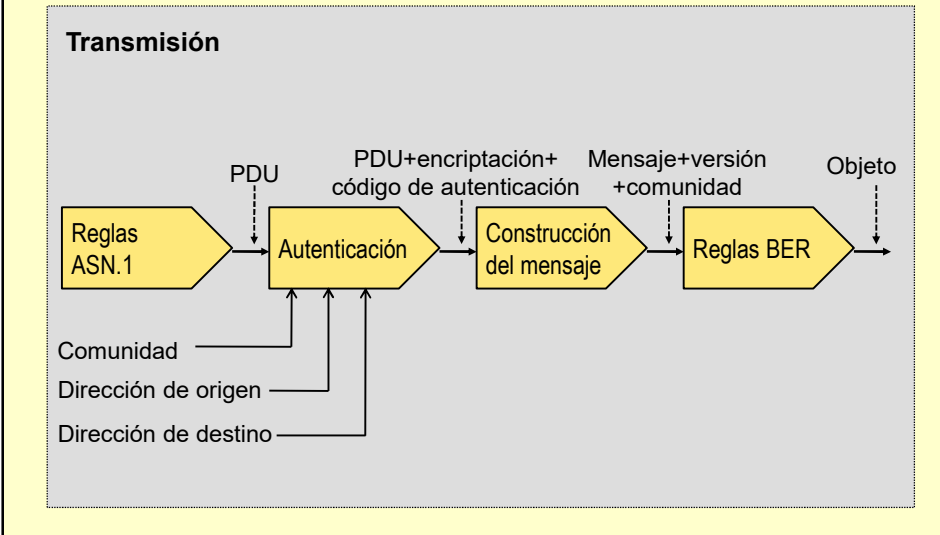 Transmisión
PDU
PDU+encriptación+
código de autenticación
Mensaje+versión
+comunidad
Objeto
Reglas
ASN.1
Autenticación
Construcción
del mensaje
Reglas BER
Comunidad
Dirección de origen
Dirección de destino